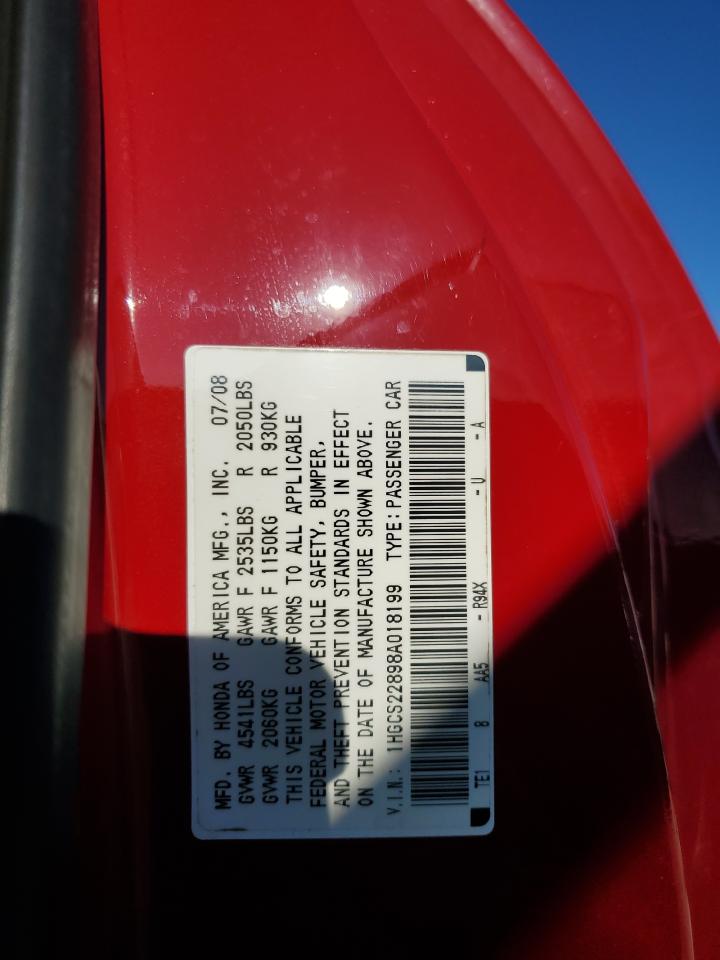 MFD. BY HONDA OF AMERICA MFG., INC. 07/08
GVWR 4541LBS GAWR F 2535LBS R 2050LBS
GVWR 2060KG GAWR F 1150KG R 930KG
THIS VEHICLE CONFORMS TO ALL APPLICABLE
FEDERAL MOTOR VEHICLE SAFETY, BUMPER,
AND THEFT PREVENTION STANDARDS IN EFFECT
ON THE DATE OF MANUFACTURE SHOWN ABOVE.
V.I.N.: 1HGCS22898A018199 TYPE:PASSENGER CAR
TE1 8 AA5 - R94X - U - A